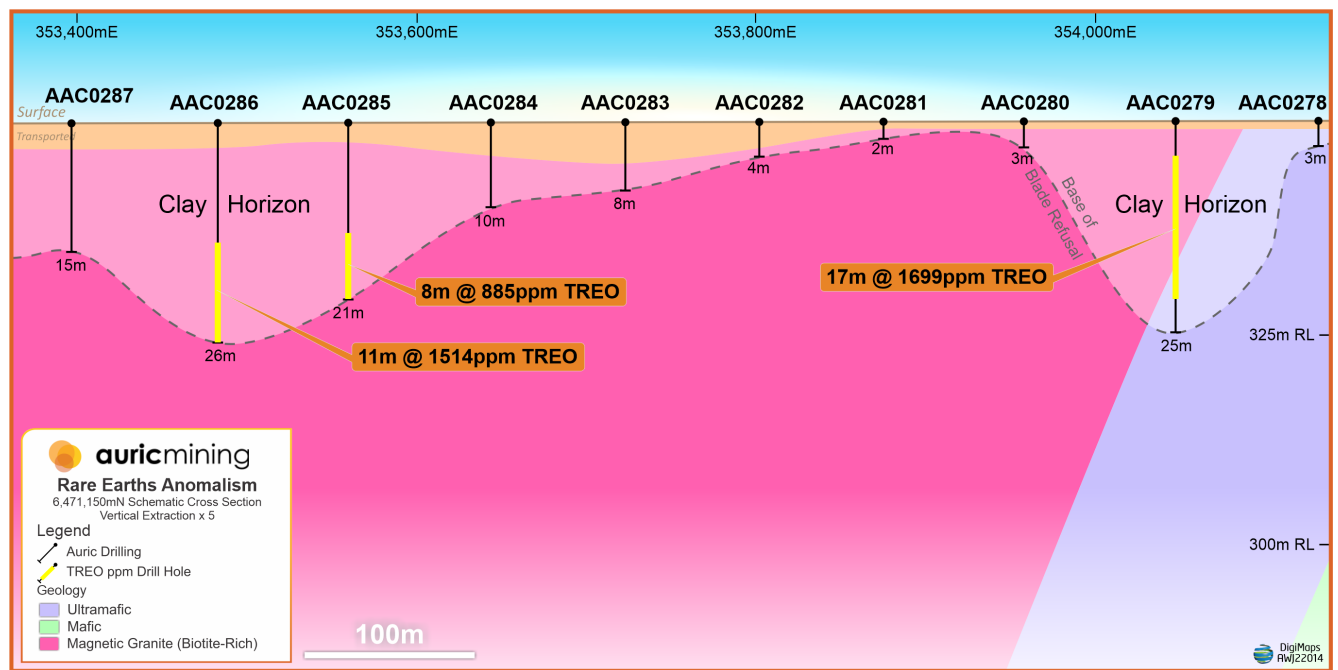 353,400mE
353,600mE
353,800mE
354,000mE
AAC0287
AAC0286
AAC0285
AAC0284
AAC0283
AAC0282
AAC0281
AAC0280
AAC0279
AAC0278
Surface
Transported
2m
3m
3m
4m
Clay Horizon
8m
Base of
Blade Refusal
Clay Horizon
10m
15m
8m @ 885ppm TREO
17m @ 1699ppm TREO
21m
26m
11m @ 1514ppm TREO
25m
325m RL
300m RL
auricmining
Rare Earths Anomalism
6,471,150mN Schematic Cross Section
Vertical Extraction x 5
Legend
Auric Drilling
TREO ppm Drill Hole
Geology
Ultramafic
Mafic
Magnetic Granite (Biotite-Rich)
100m
DigiMaps
AWJ22014